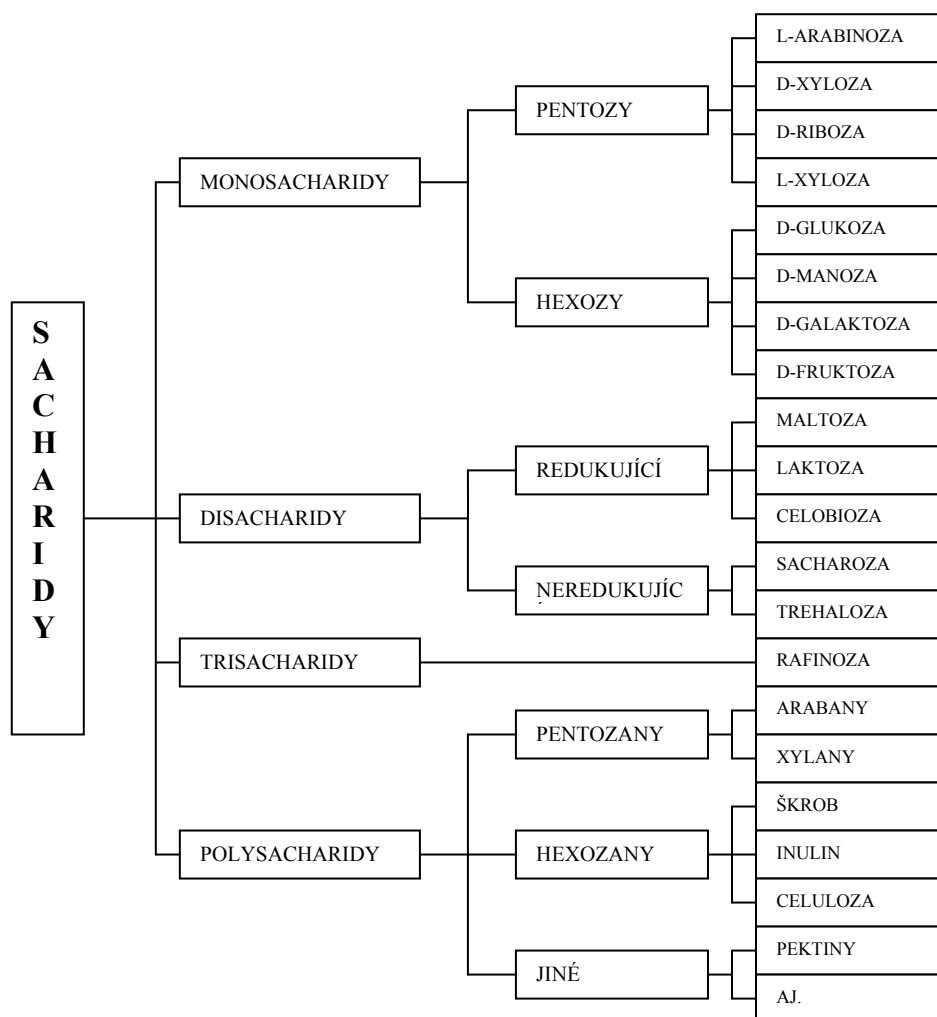 S
A
C
H
A
R
I
D
Y
MONOSACHARIDY
PENTOZY
L-ARABINOZA
D-XYLOZA
D-RIBOZA
L-XYLOZA
HEXOZY
D-GLUKOZA
D-MANOZA
D-GALAKTOZA
D-FRUKTOZA
DISACHARIDY
REDUKUJÍCÍ
MALTOZA
LAKTOZA
CELOBIOZA
NEREDUKUJÍC
SACHAROZA
TREHALOZA
TRISACHARIDY
RAFINOZA
POLYSACHARIDY
PENTOZANY
ARABANY
XYLANY
HEXOZANY
ŠKROB
INULIN
CELULOZA
JINÉ
PEKTINY
AJ.